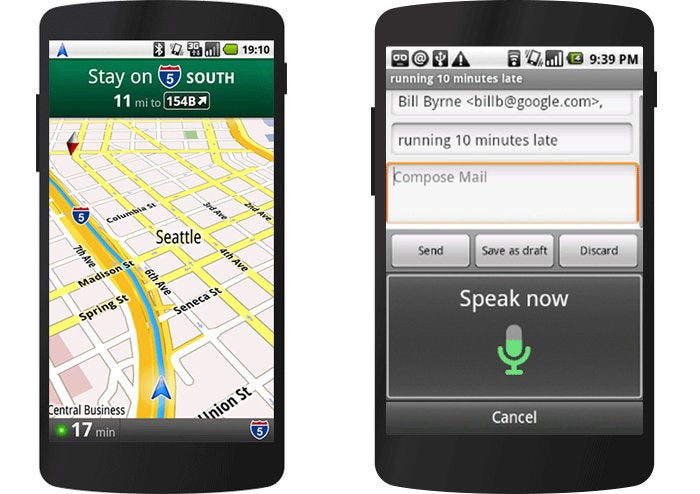 19:10
Stay on 5 SOUTH
11 mi to 154B
5
Columbia St
3rd Ave
2nd Ave
Seattle
7th Ave
6th Ave
4th Ave
Madison St
Seneca St
Spring St
Union St
Central Business
17 min
5
9:39 PM
running 10 minutes late
Bill Byrne <billb@google.com>,
running 10 minutes late
Compose Mail
Send
Save as draft
Discard
Speak now
Cancel